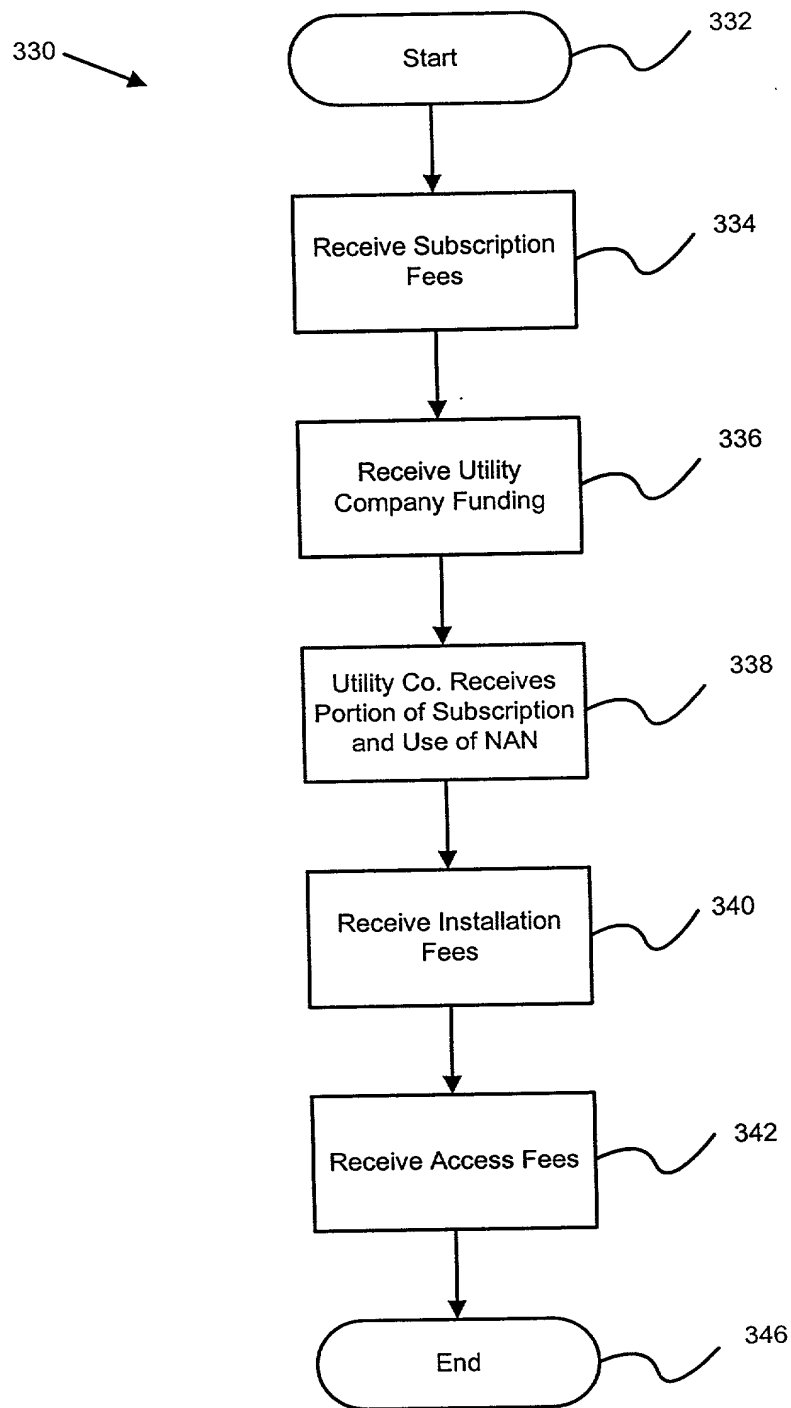 330
Start
332
Receive Subscription
Fees
334
Receive Utility
Company Funding
336
Utility Co. Receives
Portion of Subscription
and Use of NAN
338
Receive Installation
Fees
340
Receive Access Fees
342
End
346